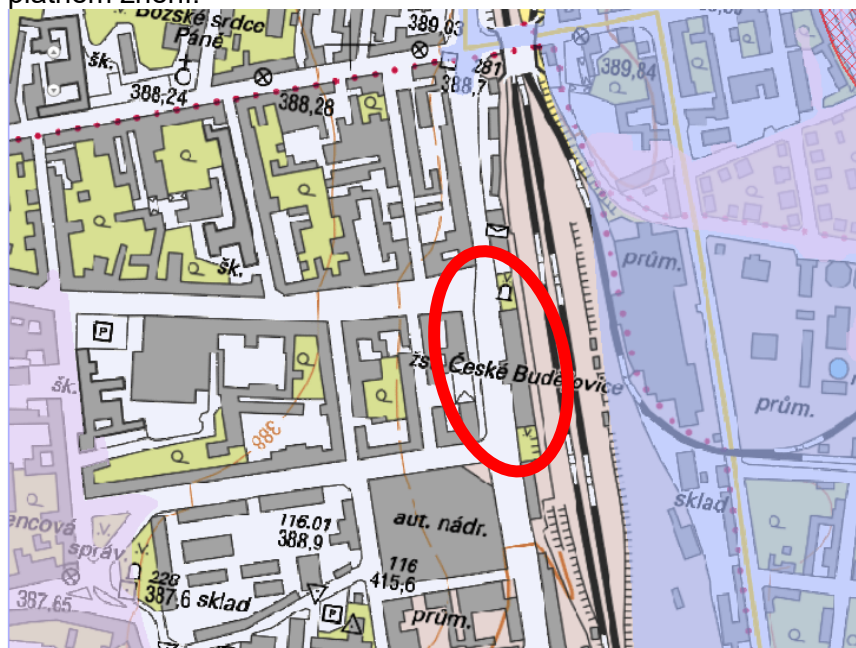 platném znění.
Božské srdce
Páně
šk.
388,24
388,28
389,03
281
388,7
389,84
šk.
prům.
P
šk.
žst. České Budějovice
prům.
388
sklad
116.01
388,9
aut. nádr.
správ.
228
387,6
sklad
116
415,6
387,65
P
prům.